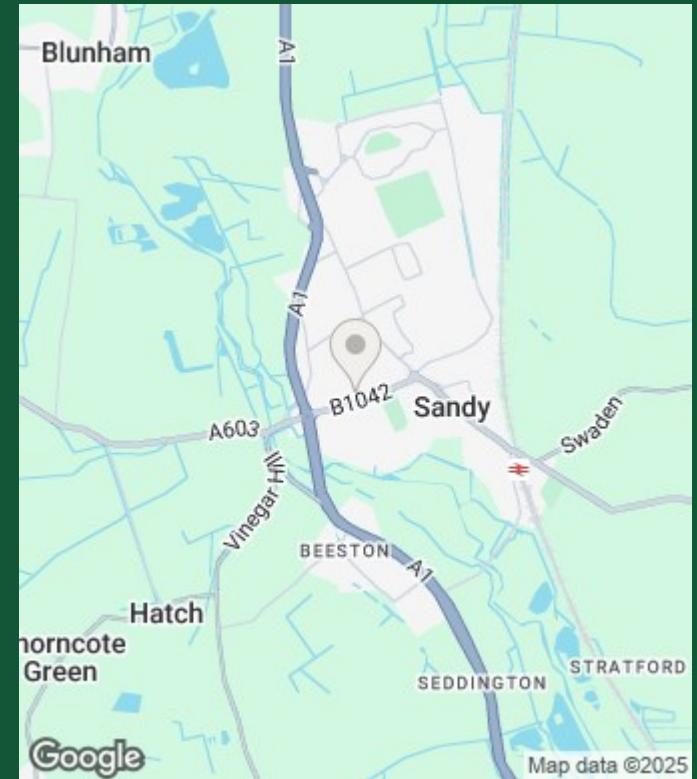 Blunham
A1
A1
B1042
Sandy
A603
Swaden
Vinegar Hl
BEESTON
A1
Hatch
horncote
Green
STRATFORD
SEDDINGTON
Google
Map data ©2025